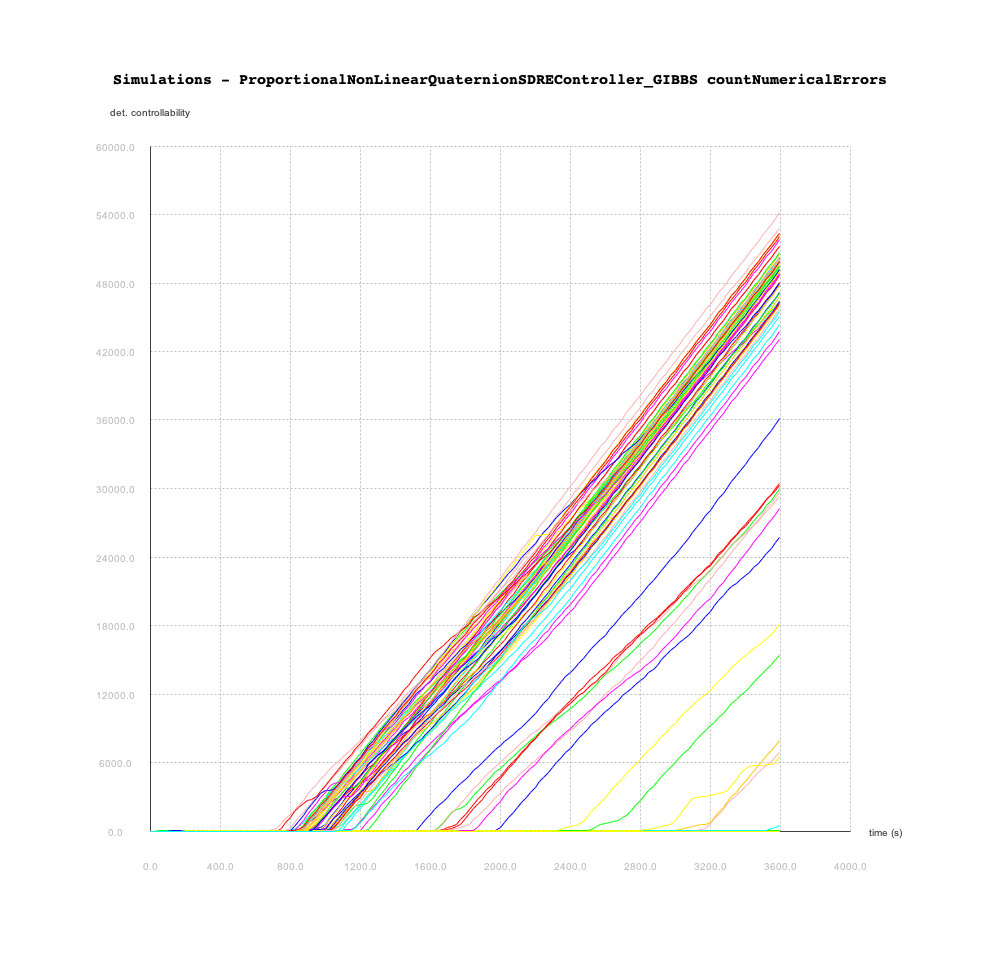 Simulations - ProportionalNonLinearQuaternionSDREController_GIBBS countNumericalErrors
det. controllability
60000.0
54000.0
48000.0
42000.0
36000.0
30000.0
24000.0
18000.0
12000.0
6000.0
0.0
time (s)
0.0 400.0 800.0 1200.0 1600.0 2000.0 2400.0 2800.0 3200.0 3600.0 4000.0